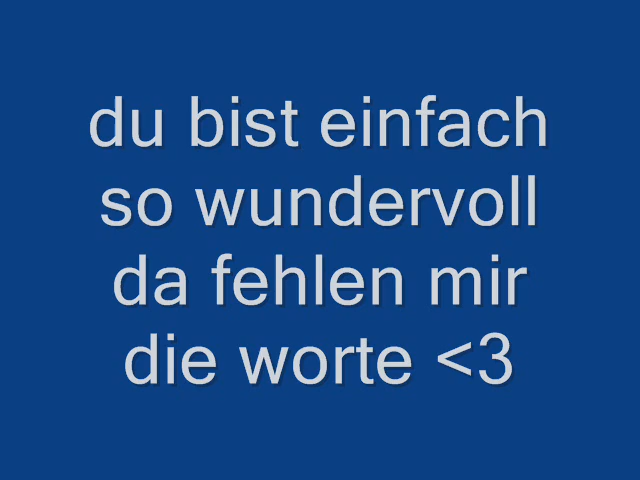 du bist einfach
so wundervoll
da fehlen mir
die worte <3